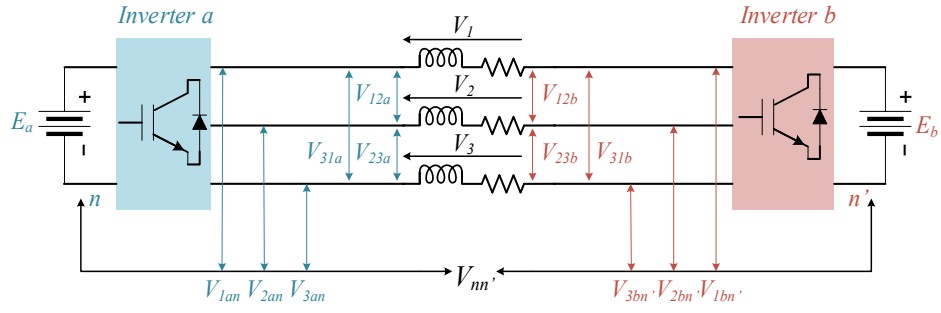 Inverter a
Inverter b
V1
V2
V3
+
Ea
-
V12a
V31a
V23a
V12b
V23b
V31b
+
Eb
-
n
n’
V1an V2an V3an
Vnn’
V3bn’ V2bn’ V1bn’